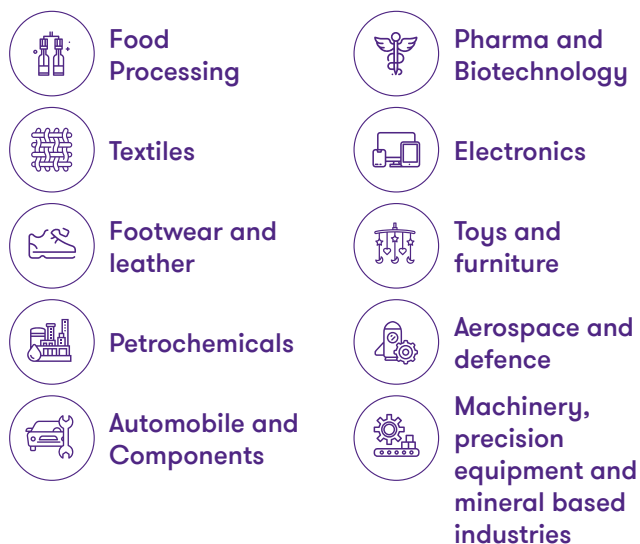 Food
Processing
Pharma and
Biotechnology
Textiles
Electronics
Footwear and
leather
Toys and
furniture
Petrochemicals
Aerospace and
defence
Automobile and
Components
Machinery,
precision
equipment and
mineral based
industries